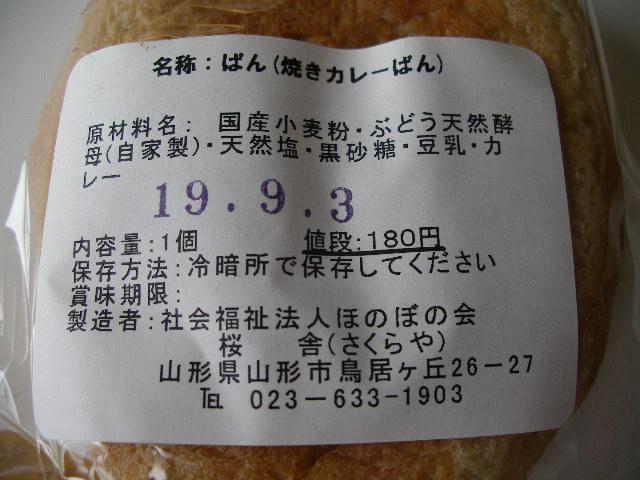 名称：ぱん(焼きカレーぱん)
原材料名： 国産小麦粉・ぶどう天然酵
母(自家製)・天然塩・黒砂糖・豆乳・カ
レー
19.9.3
内容量：1個 値段：180円
保存方法：冷暗所で保存してください
賞味期限：
製造者：社会福祉法人ほのぼの会
桜 舎(さくらや)
山形県山形市鳥居ヶ丘26－27
℡ 023－633-1903